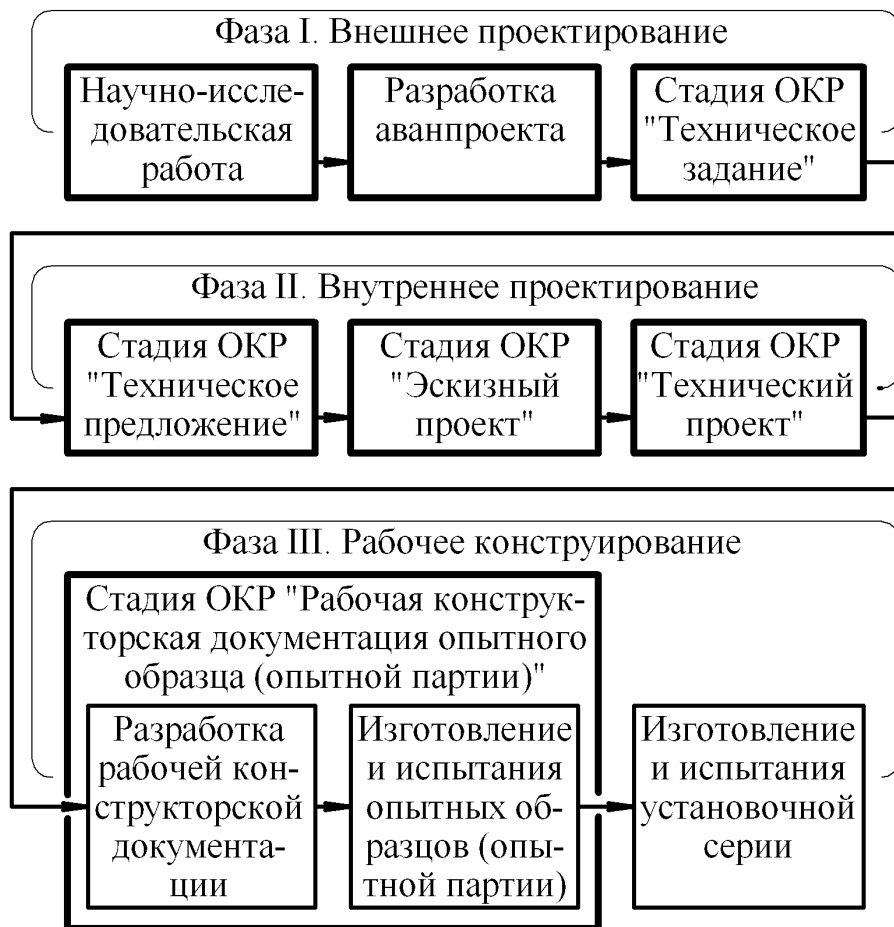 Фаза I. Внешнее проектирование
Научно-иссле-
довательская
работа
Разработка
аванпроекта
Стадия ОКР
"Техническое
задание"
Фаза II. Внутреннее проектирование
Стадия ОКР
"Техническое
предложение"
Стадия ОКР
"Эскизный
проект"
Стадия ОКР
"Технический
проект"
Фаза III. Рабочее конструирование
Стадия ОКР "Рабочая конструк-
торская документация опытного
образца (опытной партии)"
Разработка
рабочей кон-
структорской
документа-
ции
Изготовление
и испытания
опытных об-
разцов (опы-
тной партии)
Изготовление
и испытания
установочной
серии